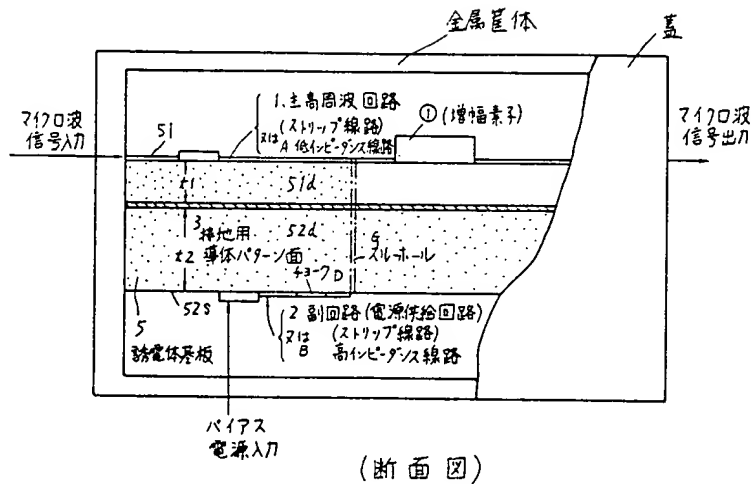 金属筐体
蓋
マイクロ波
信号入力
51
1.主高周波回路
(ストリップ線路)
又は
A 低インピーダンス線路
① (増幅素子)
マイクロ波
信号出力
t1
51d
3
接地用
導体パターン面
52d
t2
G
スルーホール
チョークD
5
52s
誘電体基板
2 副回路(電源供給回路)
(ストリップ線路)
又は
B
高インピーダンス線路
バイアス
電源入力
(断面図)